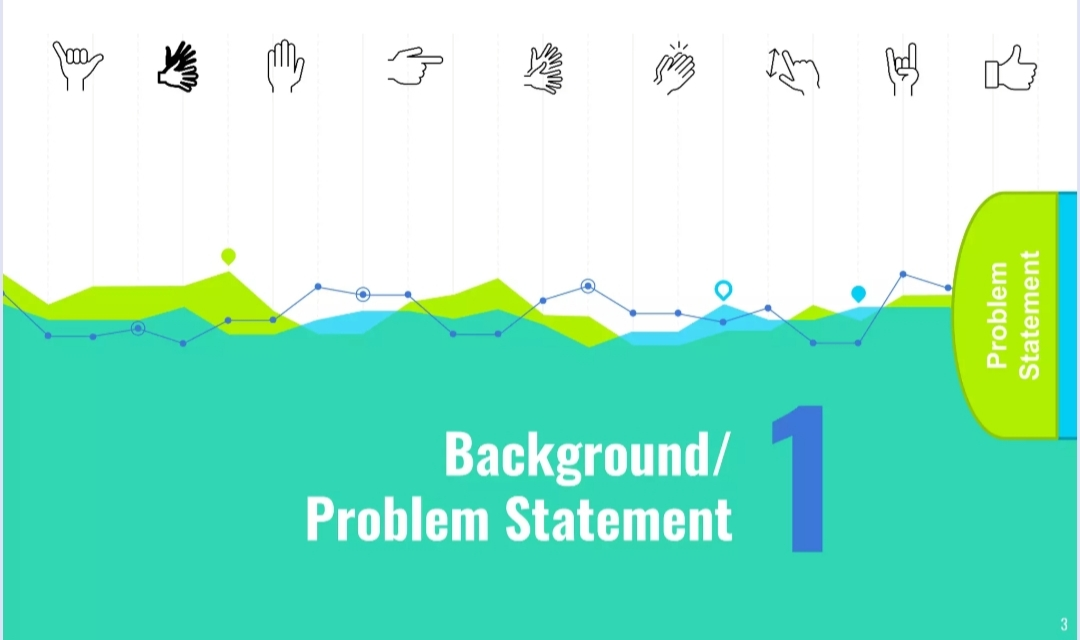 Problem
Statement
Background/
Problem Statement
1
3